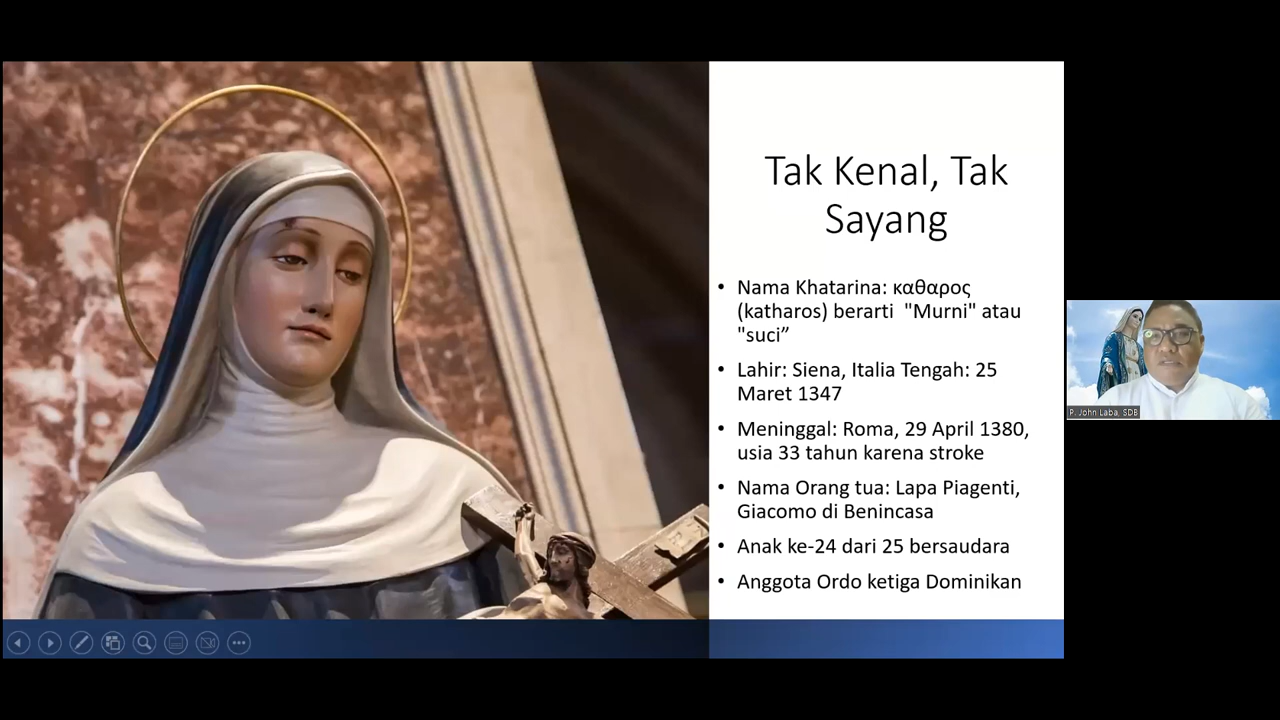 Tak Kenal, Tak
Sayang
• Nama Khatarina: καθαρος
(katharos) berarti  "Murni" atau
"suci”
• Lahir: Siena, Italia Tengah: 25
Maret 1347
• Meninggal: Roma, 29 April 1380,
usia 33 tahun karena stroke
• Nama Orang tua: Lapa Piagenti,
Giacomo di Benincasa
• Anak ke-24 dari 25 bersaudara
• Anggota Ordo ketiga Dominikan
P. John Laba, SDB